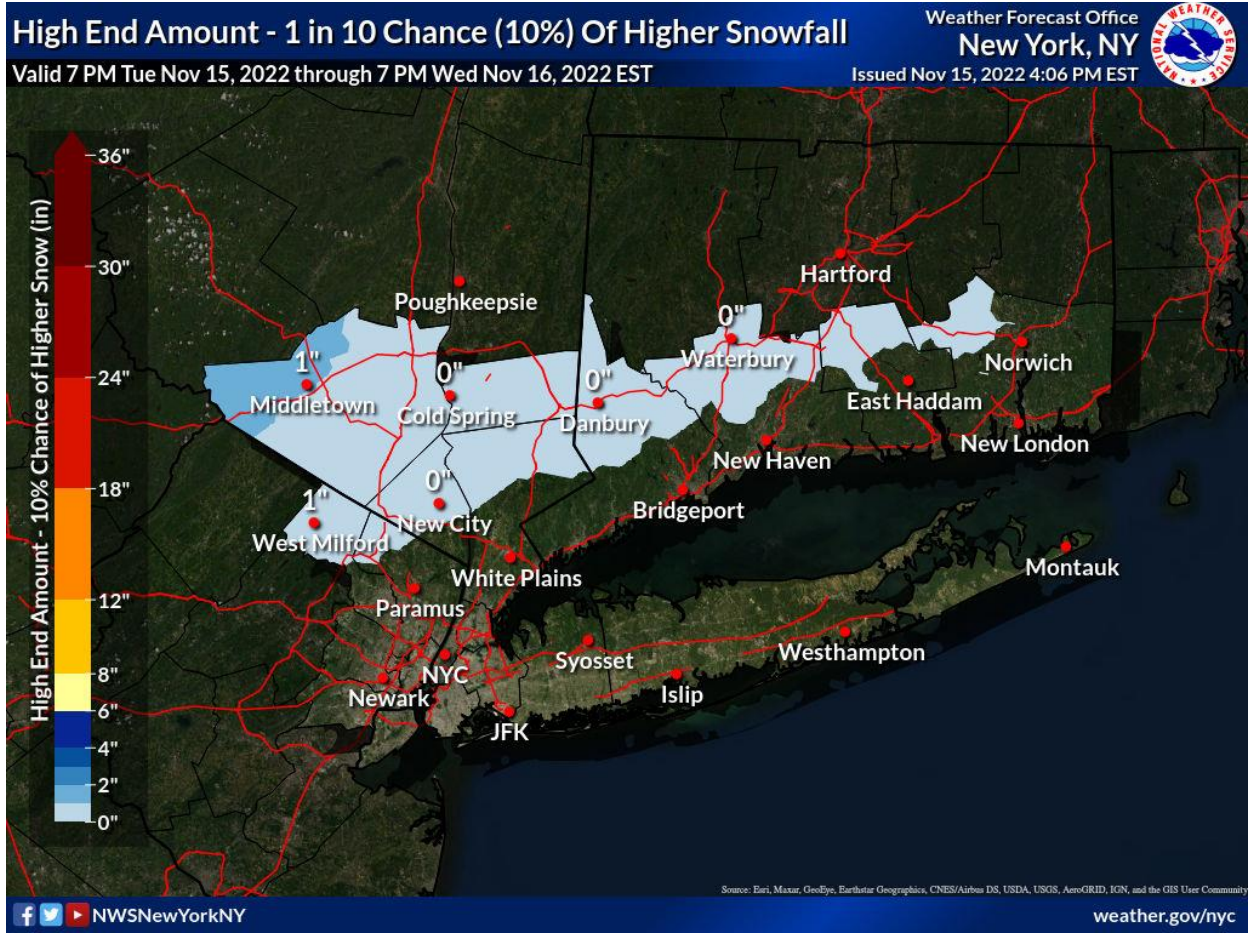 High End Amount - 1 in 10 Chance (10%) Of Higher Snowfall
Valid 7 PM Tue Nov 15, 2022 through 7 PM Wed Nov 16, 2022 EST
Weather Forecast Office
New York, NY
Issued Nov 15, 2022 4:06 PM EST
NATIONAL WEATHER SERVICE
High End Amount - 10% Chance of Higher Snow (in)
36"
30"
24"
18"
12"
8"
6"
4"
2"
0"
Hartford
Poughkeepsie
0"
Waterbury
Norwich
1"
Middletown
0"
Cold Spring
0"
Danbury
East Haddam
New London
New Haven
0"
New City
1"
West Milford
Bridgeport
White Plains
Montauk
Paramus
Syosset
Westhampton
NYC
Newark
Islip
JFK
Source: Esri, Maxar, GeoEye, Earthstar Geographics, CNES/Airbus DS, USDA, USGS, AeroGRID, IGN, and the GIS User Community
NWSNewYorkNY
weather.gov/nyc